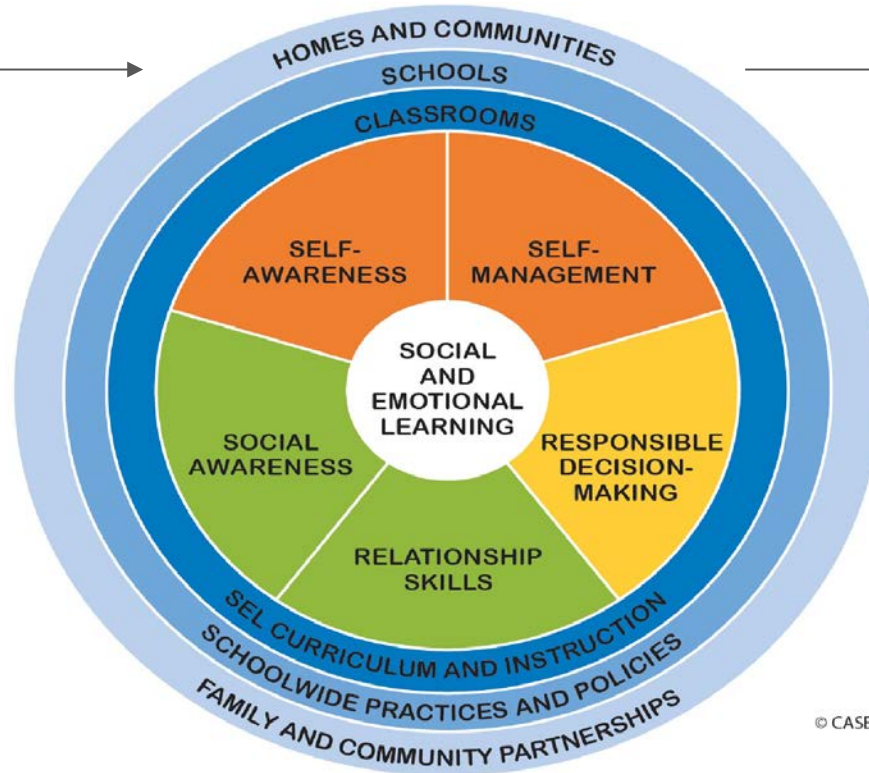 HOMES AND COMMUNITIES
SCHOOLS
CLASSROOMS
SELF-
AWARENESS
SELF-
MANAGEMENT
SOCIAL
AND
EMOTIONAL
LEARNING
SOCIAL
AWARENESS
RESPONSIBLE
DECISION-
MAKING
RELATIONSHIP
SKILLS
SEL CURRICULUM AND INSTRUCTION
SCHOOLWIDE PRACTICES AND POLICIES
FAMILY AND COMMUNITY PARTNERSHIPS
© CASE